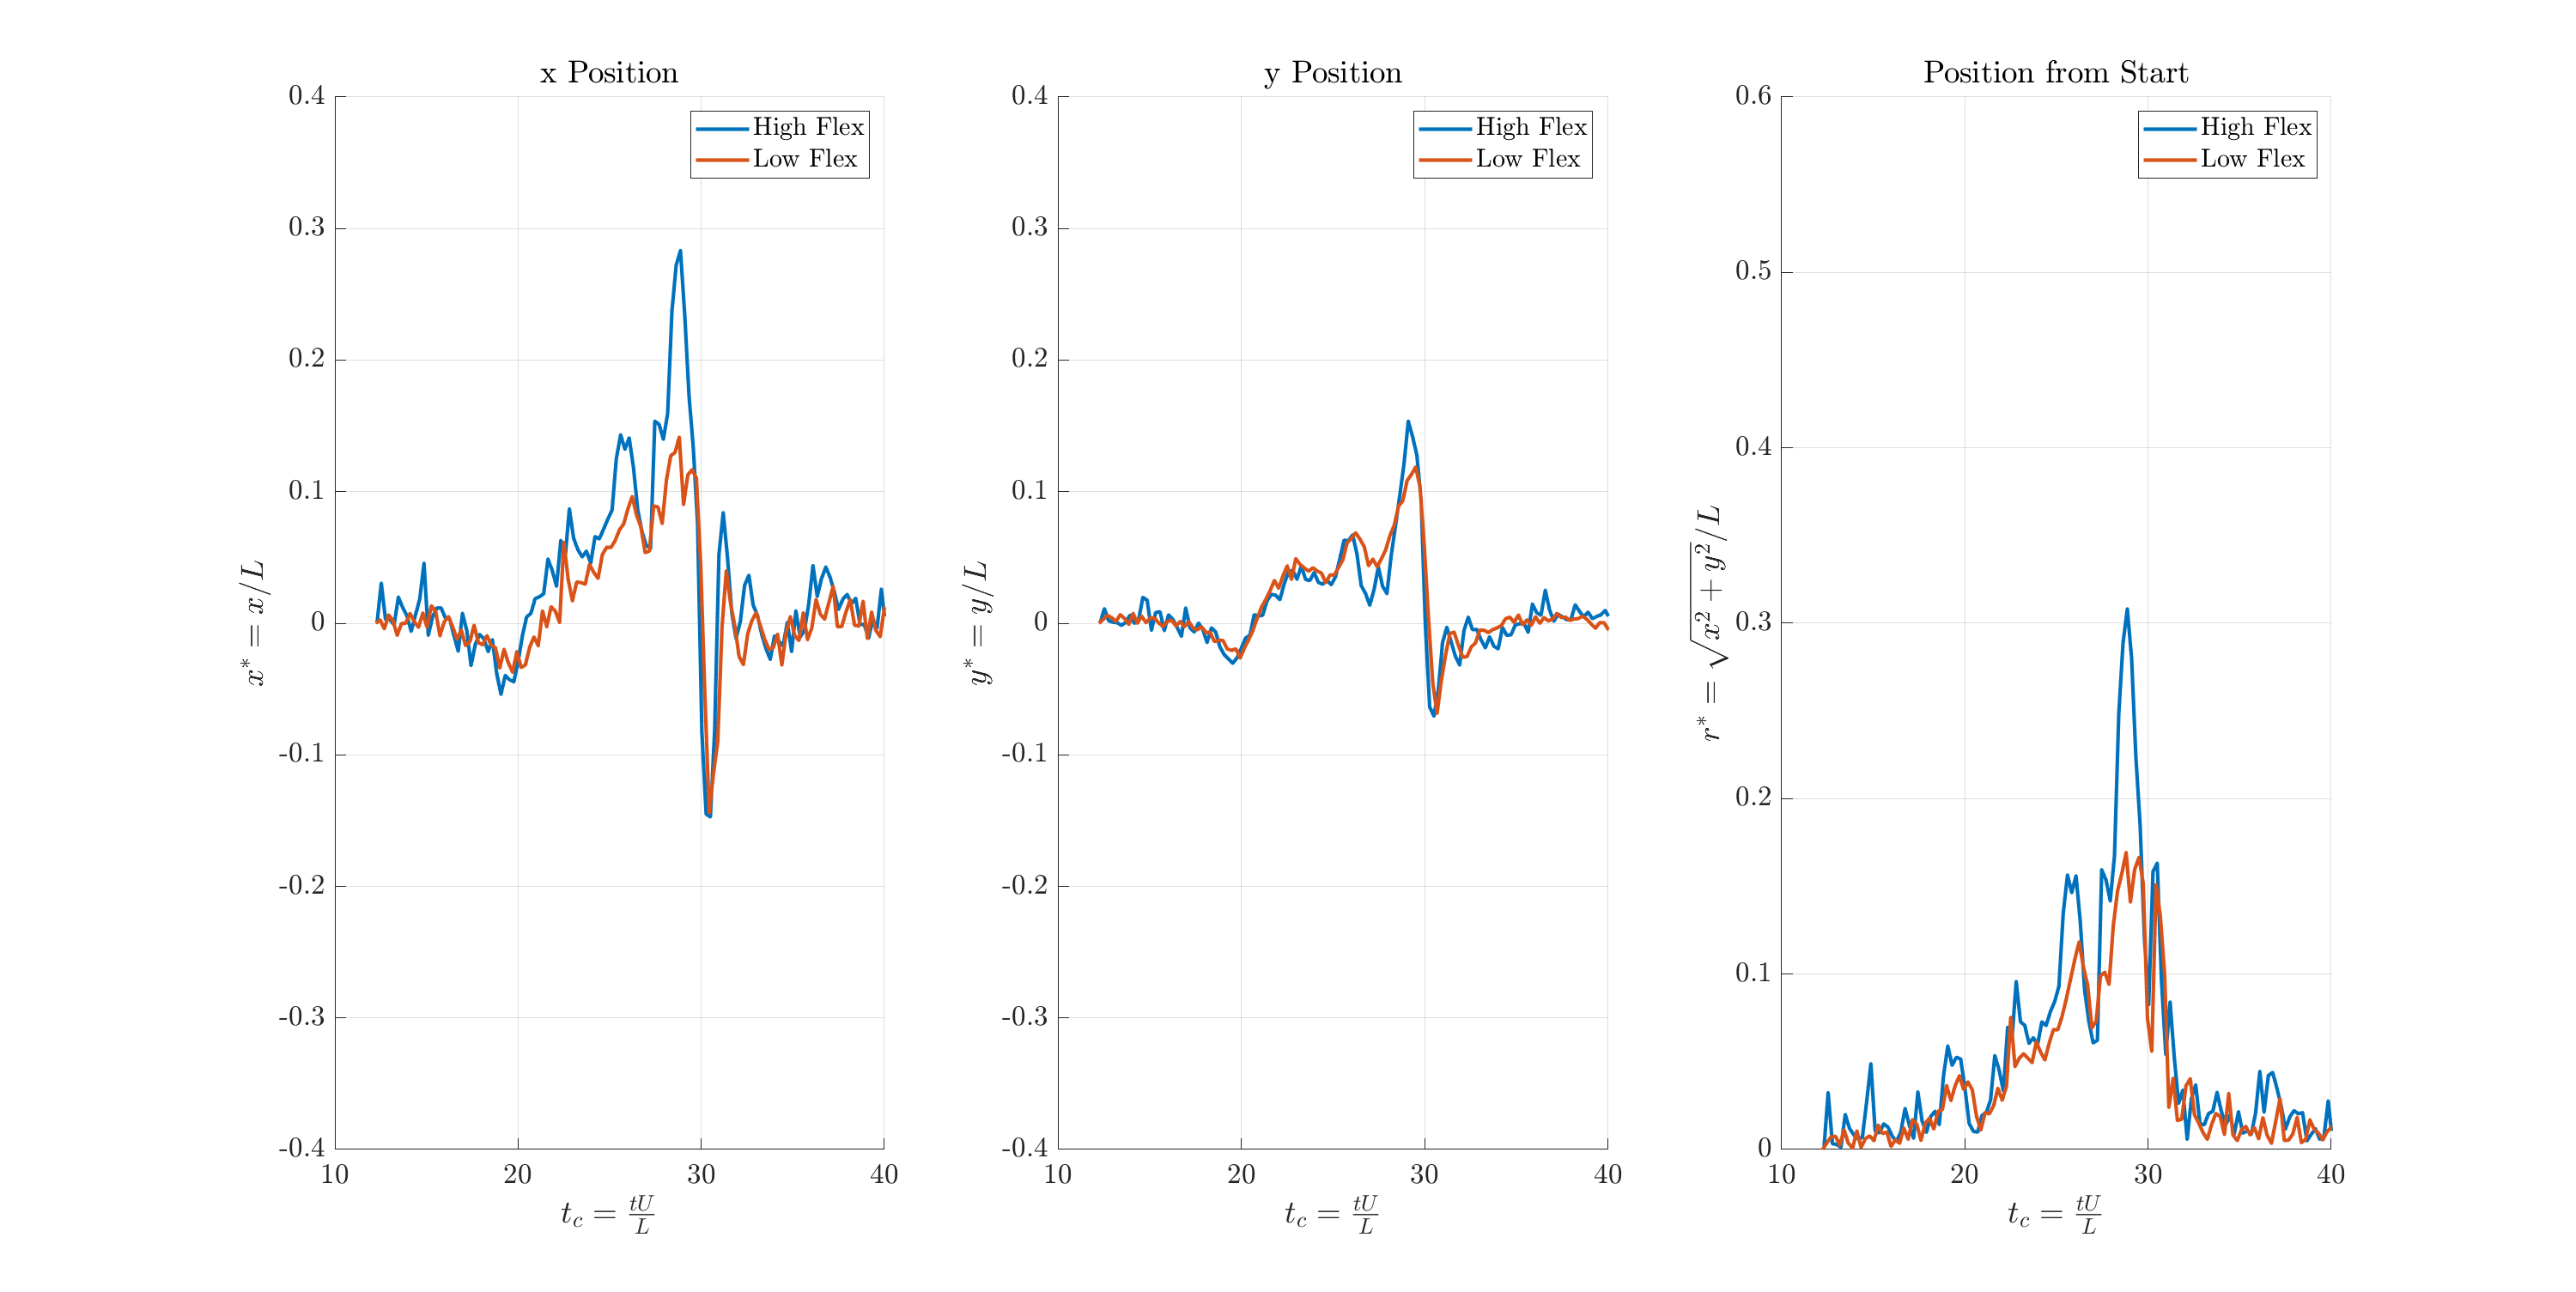 x Position
High Flex
Low Flex
0.4
0.3
0.2
0.1
0
-0.1
-0.2
-0.3
-0.4
10 20 30 40
x* = x/L
t_c = tU/L
y Position
High Flex
Low Flex
0.4
0.3
0.2
0.1
0
-0.1
-0.2
-0.3
-0.4
10 20 30 40
y* = y/L
t_c = tU/L
Position from Start
High Flex
Low Flex
0.6
0.5
0.4
0.3
0.2
0.1
0
10 20 30 40
r* = √(x² + y²)/L
t_c = tU/L